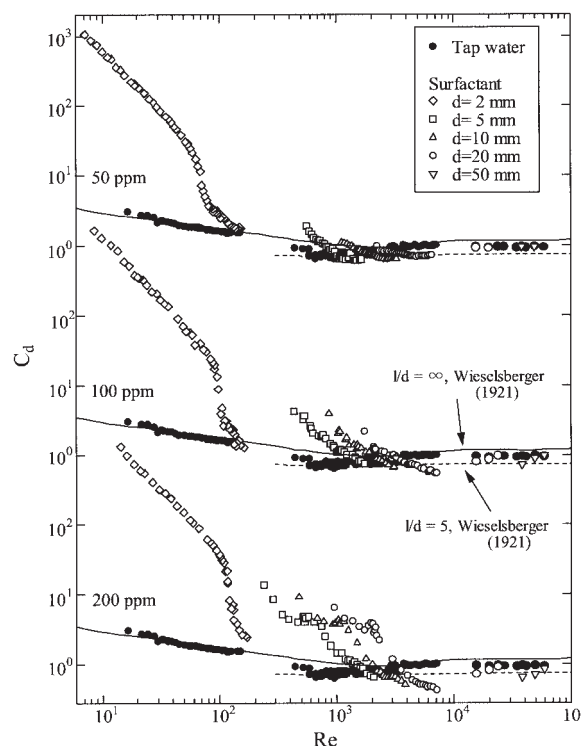 10³
● Tap water
Surfactant
◇ d= 2 mm
□ d= 5 mm
△ d=10 mm
○ d=20 mm
▽ d=50 mm
10²
10¹
50 ppm
10⁰
10²
C_d
l/d = ∞, Wieselsberger
(1921)
10¹
100 ppm
10⁰
l/d = 5, Wieselsberger
(1921)
10²
10¹
200 ppm
10⁰
10¹ 10² 10³ 10⁴ 10
Re